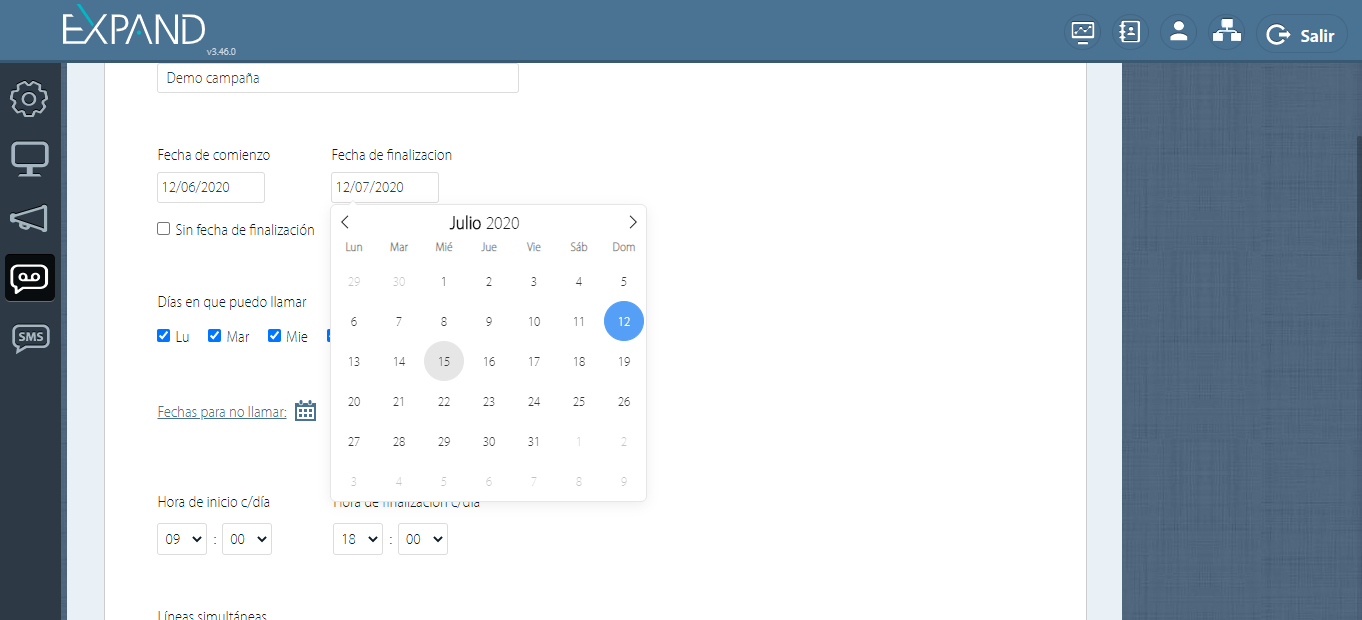 EXPAND
v3.46.0
Salir
SMS
Demo campaña
Fecha de comienzo
Fecha de finalizacion
12/06/2020
12/07/2020
Sin fecha de finalización
Julio 2020
Lun Mar Mié Jue Vie Sáb Dom
29 30 1 2 3 4 5
6 7 8 9 10 11 12
13 14 15 16 17 18 19
20 21 22 23 24 25 26
27 28 29 30 31 1 2
3 4 5 6 7 8 9
Días en que puedo llamar
Lu Mar Mie
Fechas para no llamar:
Hora de inicio c/día
Hora de finalización c/día
09 : 00
18 : 00
Líneas simultáneas